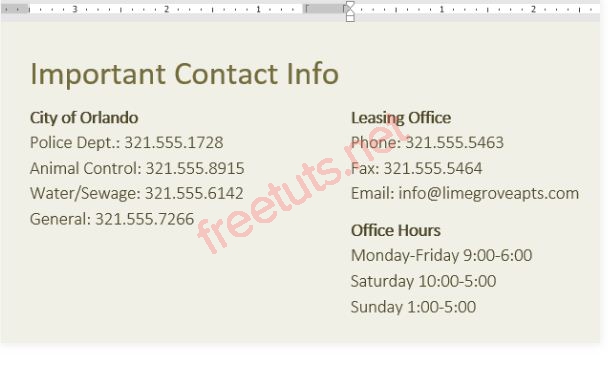 3 2 1 1 2
Important Contact Info
City of Orlando
Police Dept.: 321.555.1728
Animal Control: 321.555.8915
Water/Sewage: 321.555.6142
General: 321.555.7266
Leasing Office
Phone: 321.555.5463
Fax: 321.555.5464
Email: info@limegroveapts.com
Office Hours
Monday-Friday 9:00-6:00
Saturday 10:00-5:00
Sunday 1:00-5:00
freetuts.net